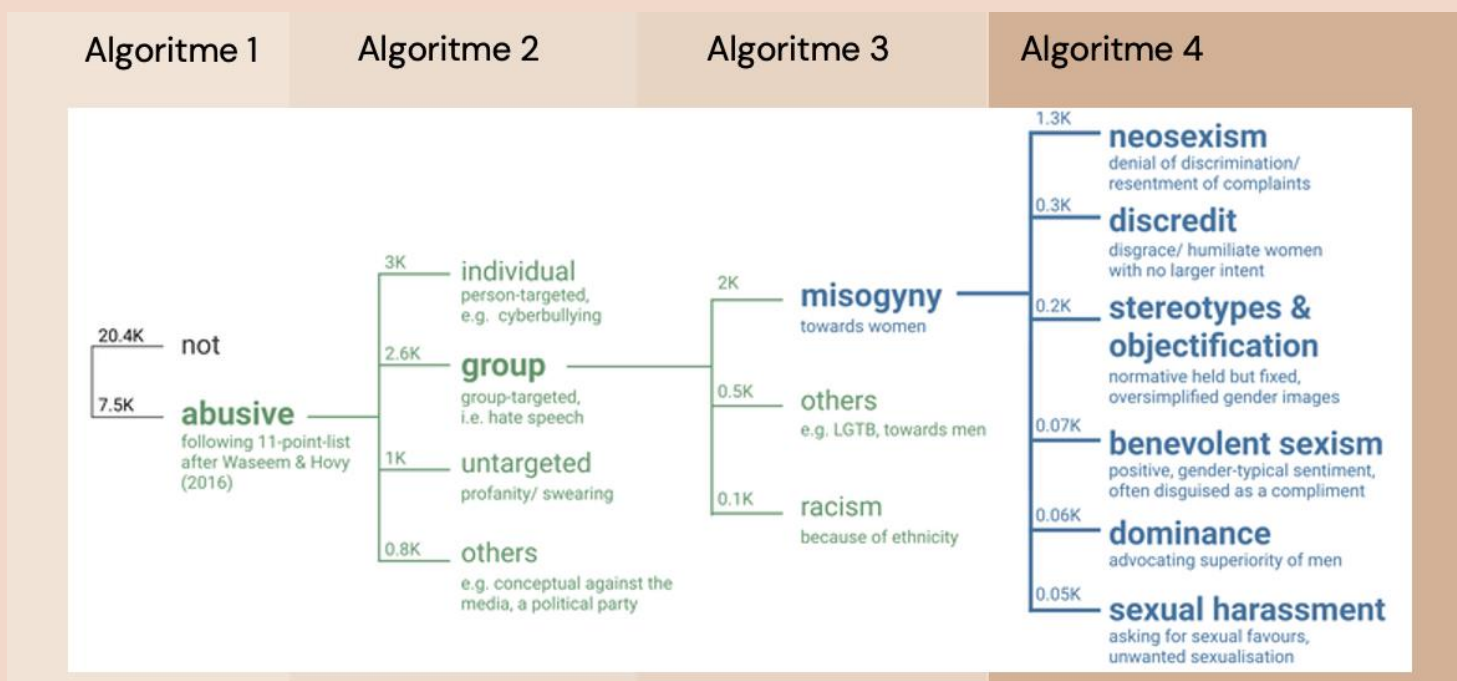 Algoritme 1
Algoritme 2
Algoritme 3
Algoritme 4
20.4K
not
7.5K
abusive
following 11-point-list
after Waseem & Hovy
(2016)
3K
individual
person-targeted,
e.g. cyberbullying
2.6K
group
group-targeted,
i.e. hate speech
1K
untargeted
profanity/ swearing
0.8K
others
e.g. conceptual against the
media, a political party
2K
misogyny
towards women
0.5K
others
e.g. LGTB, towards men
0.1K
racism
because of ethnicity
1.3K
neosexism
denial of discrimination/
resentment of complaints
0.3K
discredit
disgrace/ humiliate women
with no larger intent
0.2K
stereotypes &
objectification
normative held but fixed,
oversimplified gender images
0.07K
benevolent sexism
positive, gender-typical sentiment,
often disguised as a compliment
0.06K
dominance
advocating superiority of men
0.05K
sexual harassment
asking for sexual favours,
unwanted sexualisation